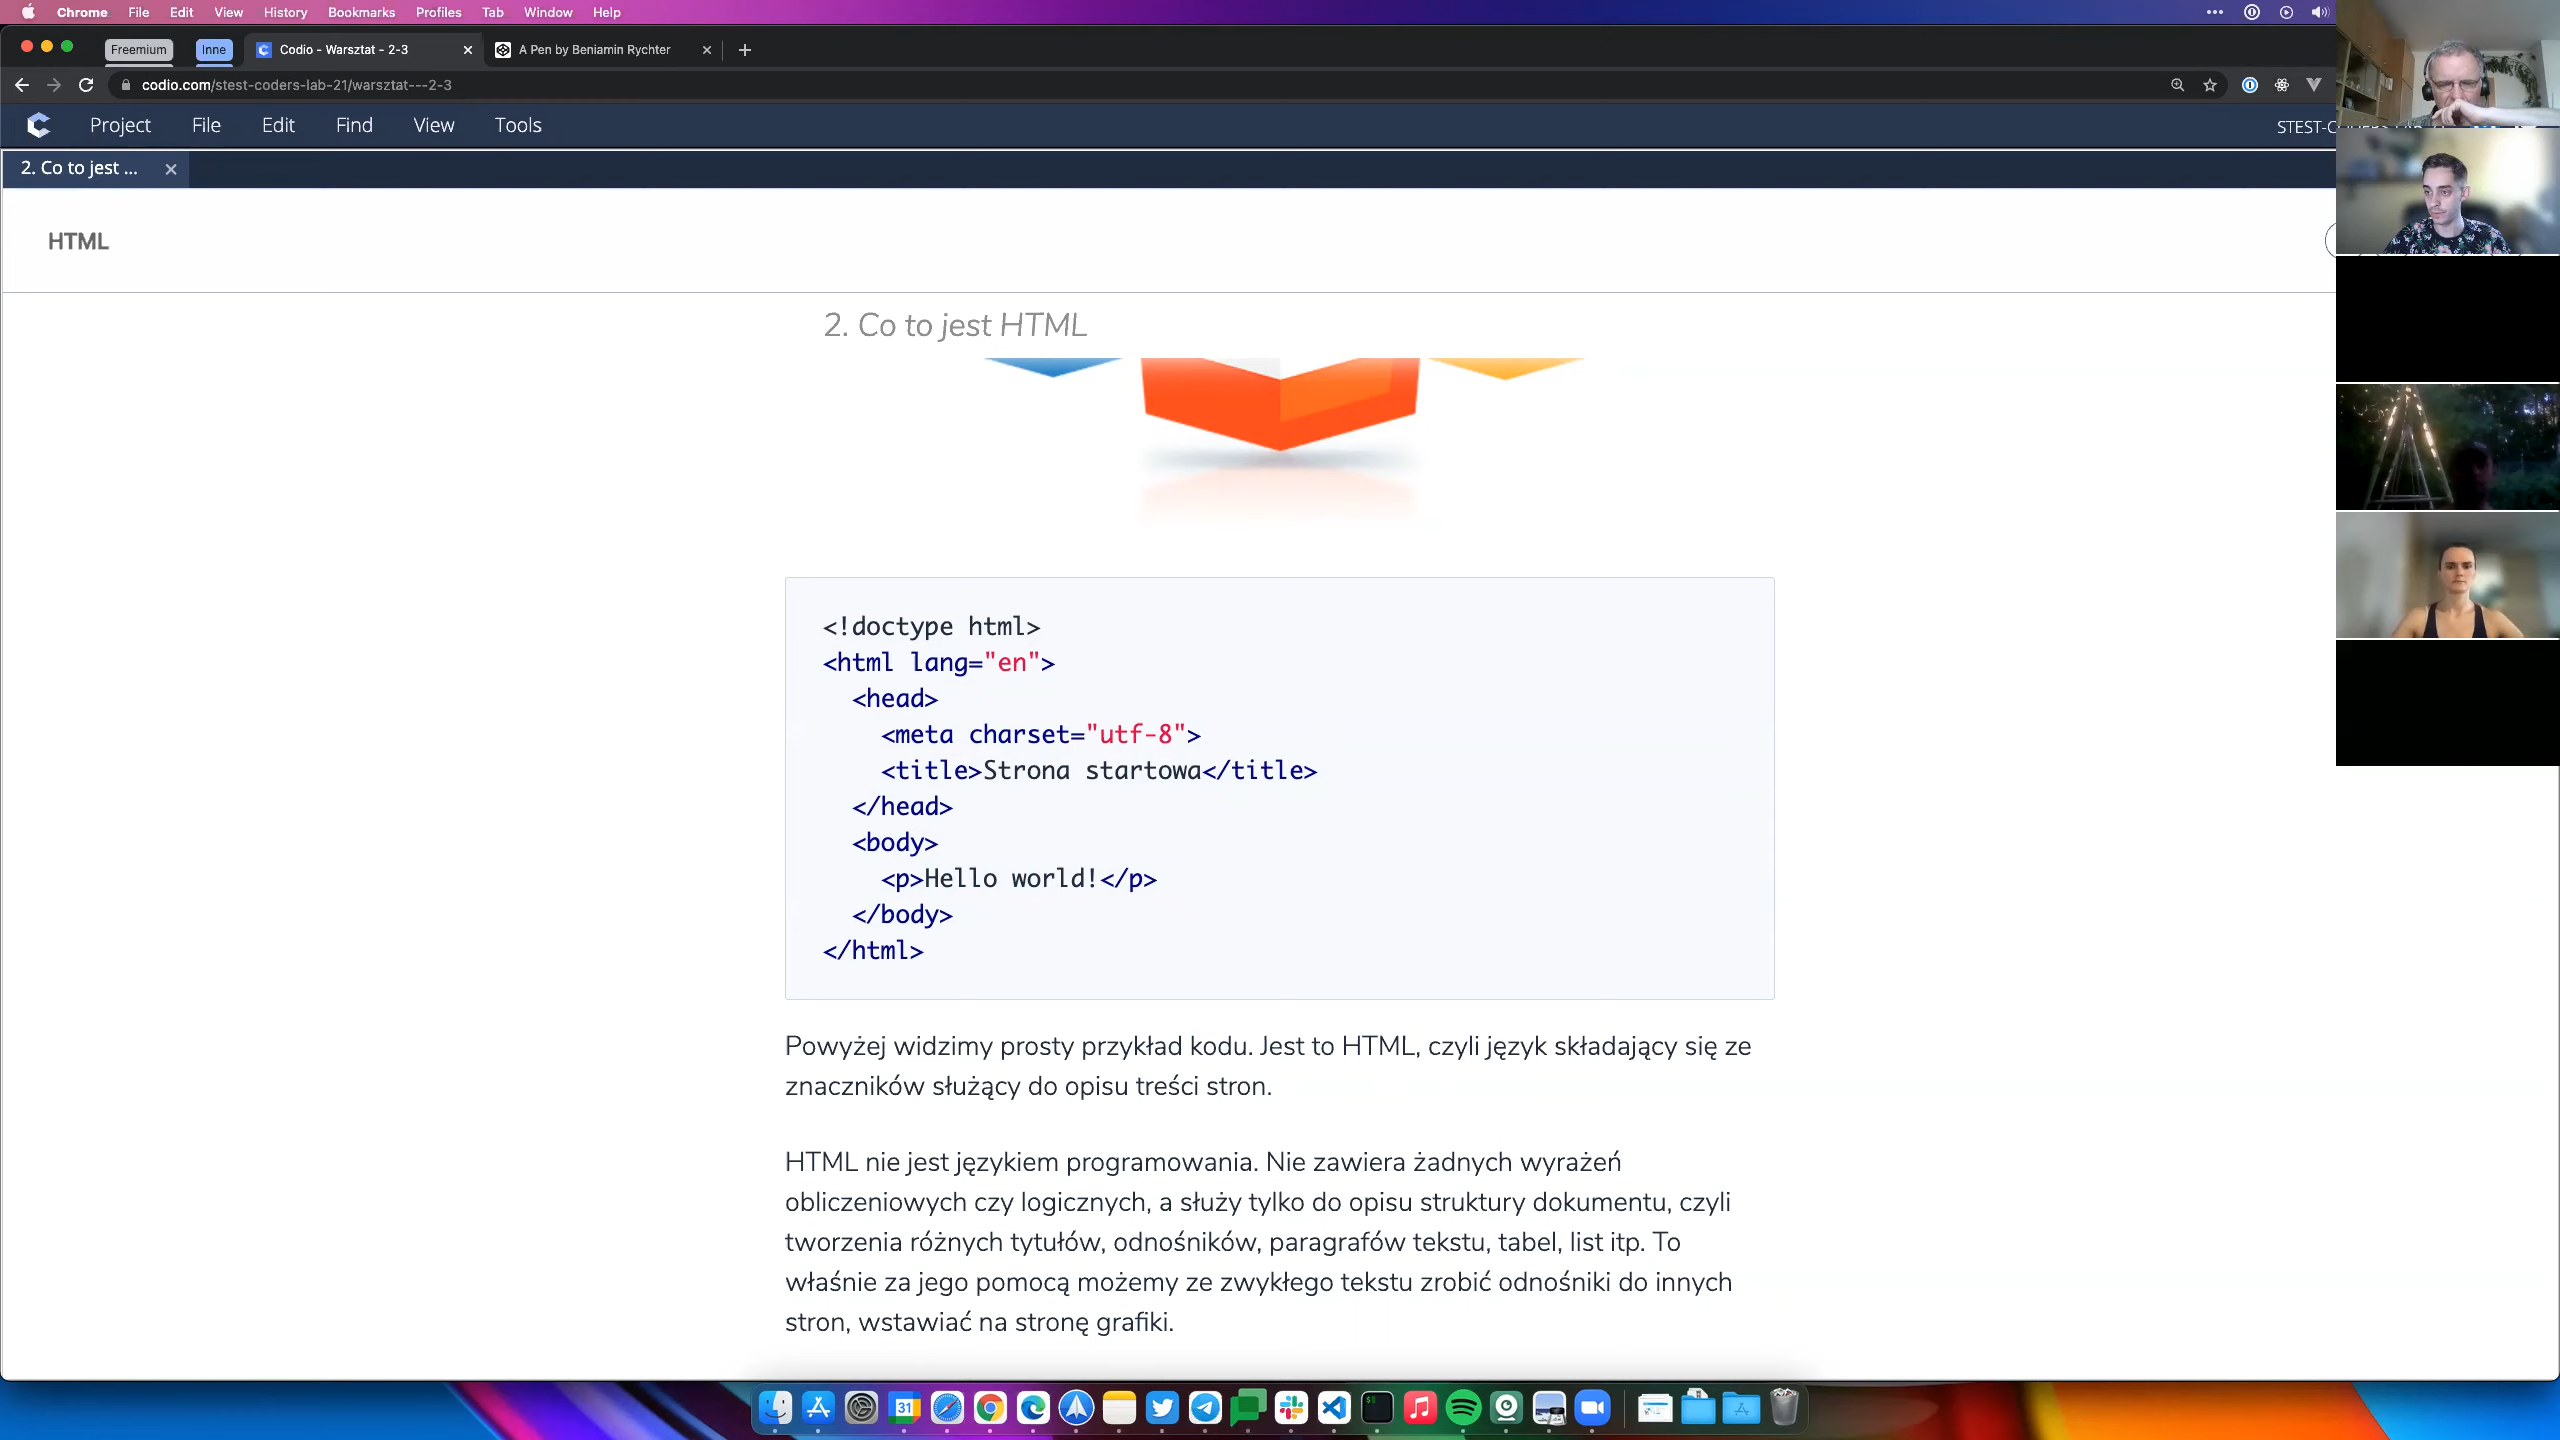 Chrome File Edit View History Bookmarks Profiles Tab Window Help
Freemium Inne Codio - Warsztat - 2-3 A Pen by Beniamin Rychter
codio.com/stest-coders-lab-21/warsztat---2-3
Project File Edit Find View Tools
2. Co to jest ...
HTML
2. Co to jest HTML
<!doctype html>
<html lang="en">
<head>
<meta charset="utf-8">
<title>Strona startowa</title>
</head>
<body>
<p>Hello world!</p>
</body>
</html>
Powyżej widzimy prosty przykład kodu. Jest to HTML, czyli język składający się ze
znaczników służący do opisu treści stron.
HTML nie jest językiem programowania. Nie zawiera żadnych wyrażeń
obliczeniowych czy logicznych, a służy tylko do opisu struktury dokumentu, czyli
tworzenia różnych tytułów, odnośników, paragrafów tekstu, tabel, list itp. To
właśnie za jego pomocą możemy ze zwykłego tekstu zrobić odnośniki do innych
stron, wstawiać na stronę grafiki.
31